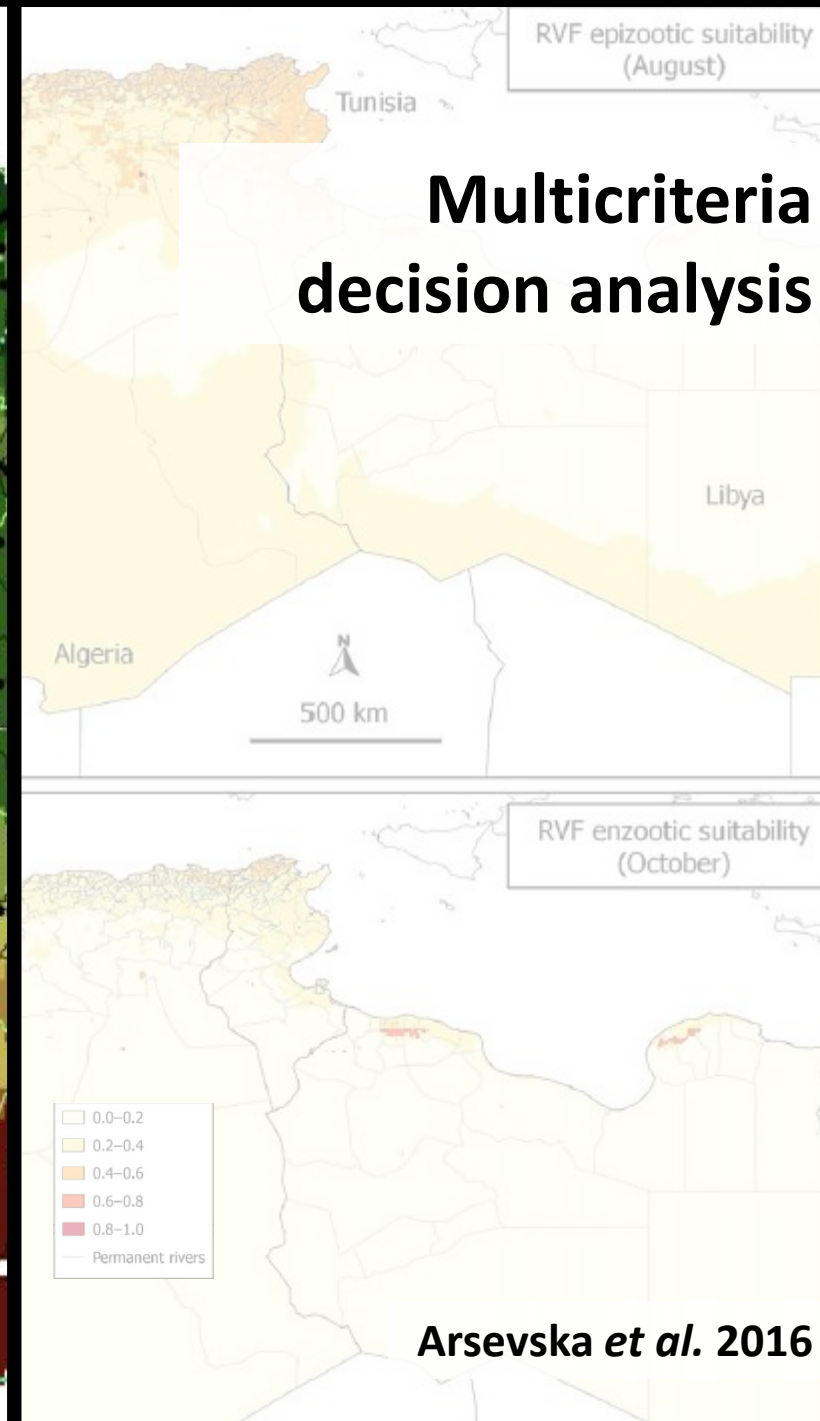 RVF epizootic suitability
(August)
Tunisia
Multicriteria
decision analysis
Libya
Algeria
N
500 km
RVF enzootic suitability
(October)
0.0–0.2
0.2–0.4
0.4–0.6
0.6–0.8
0.8–1.0
Permanent rivers
Arsevska et al. 2016